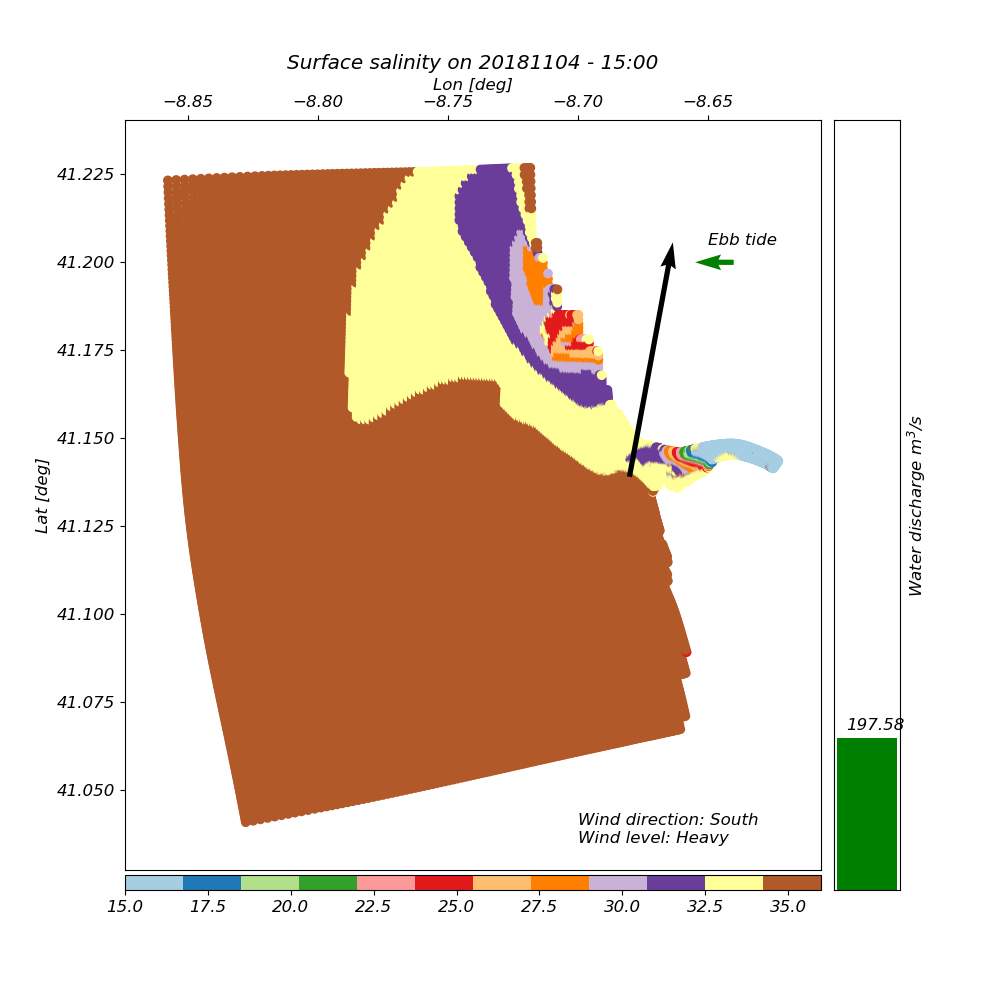 Surface salinity on 20181104 - 15:00
Lon [deg]
−8.85 −8.80 −8.75 −8.70 −8.65
41.225
41.200
41.175
41.150
41.125
41.100
41.075
41.050
Lat [deg]
Ebb tide
Wind direction: South
Wind level: Heavy
15.0 17.5 20.0 22.5 25.0 27.5 30.0 32.5 35.0
197.58
Water discharge m³/s